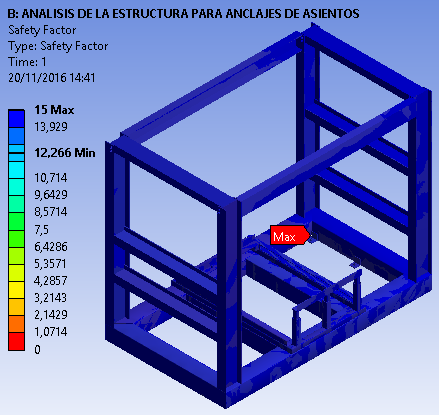 B: ANALISIS DE LA ESTRUCTURA PARA ANCLAJES DE ASIENTOS
Safety Factor
Type: Safety Factor
Time: 1
20/11/2016 14:41
15 Max
13,929
12,266 Min
10,714
9,6429
8,5714
7,5
6,4286
5,3571
4,2857
3,2143
2,1429
1,0714
0
Max